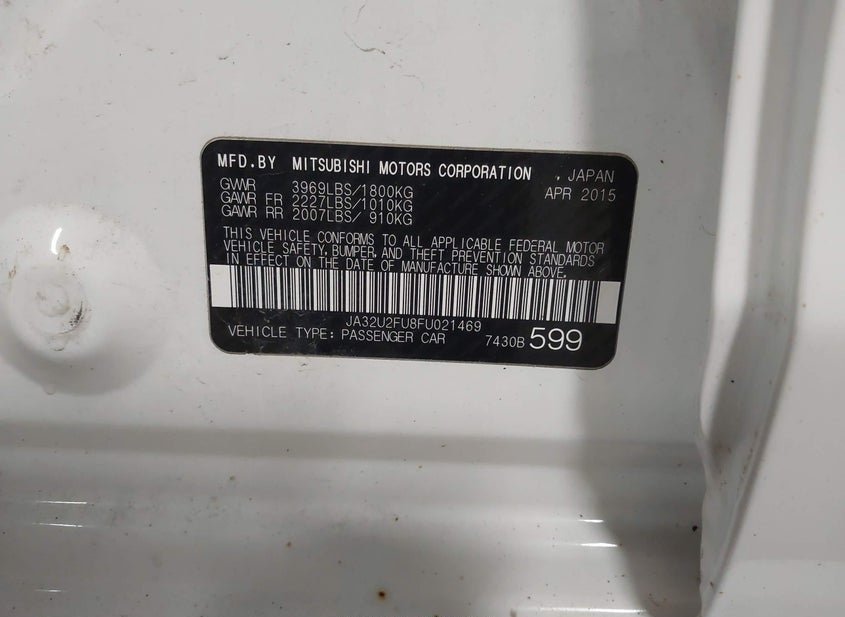 MFD.BY MITSUBISHI MOTORS CORPORATION , JAPAN
GVWR 3969LBS/1800KG APR 2015
GAWR FR 2227LBS/1010KG
GAWR RR 2007LBS/ 910KG
THIS VEHICLE CONFORMS TO ALL APPLICABLE FEDERAL MOTOR
VEHICLE SAFETY, BUMPER, AND THEFT PREVENTION STANDARDS
IN EFFECT ON THE DATE OF MANUFACTURE SHOWN ABOVE.
JA32U2FU8FU021469
VEHICLE TYPE: PASSENGER CAR 7430B 599